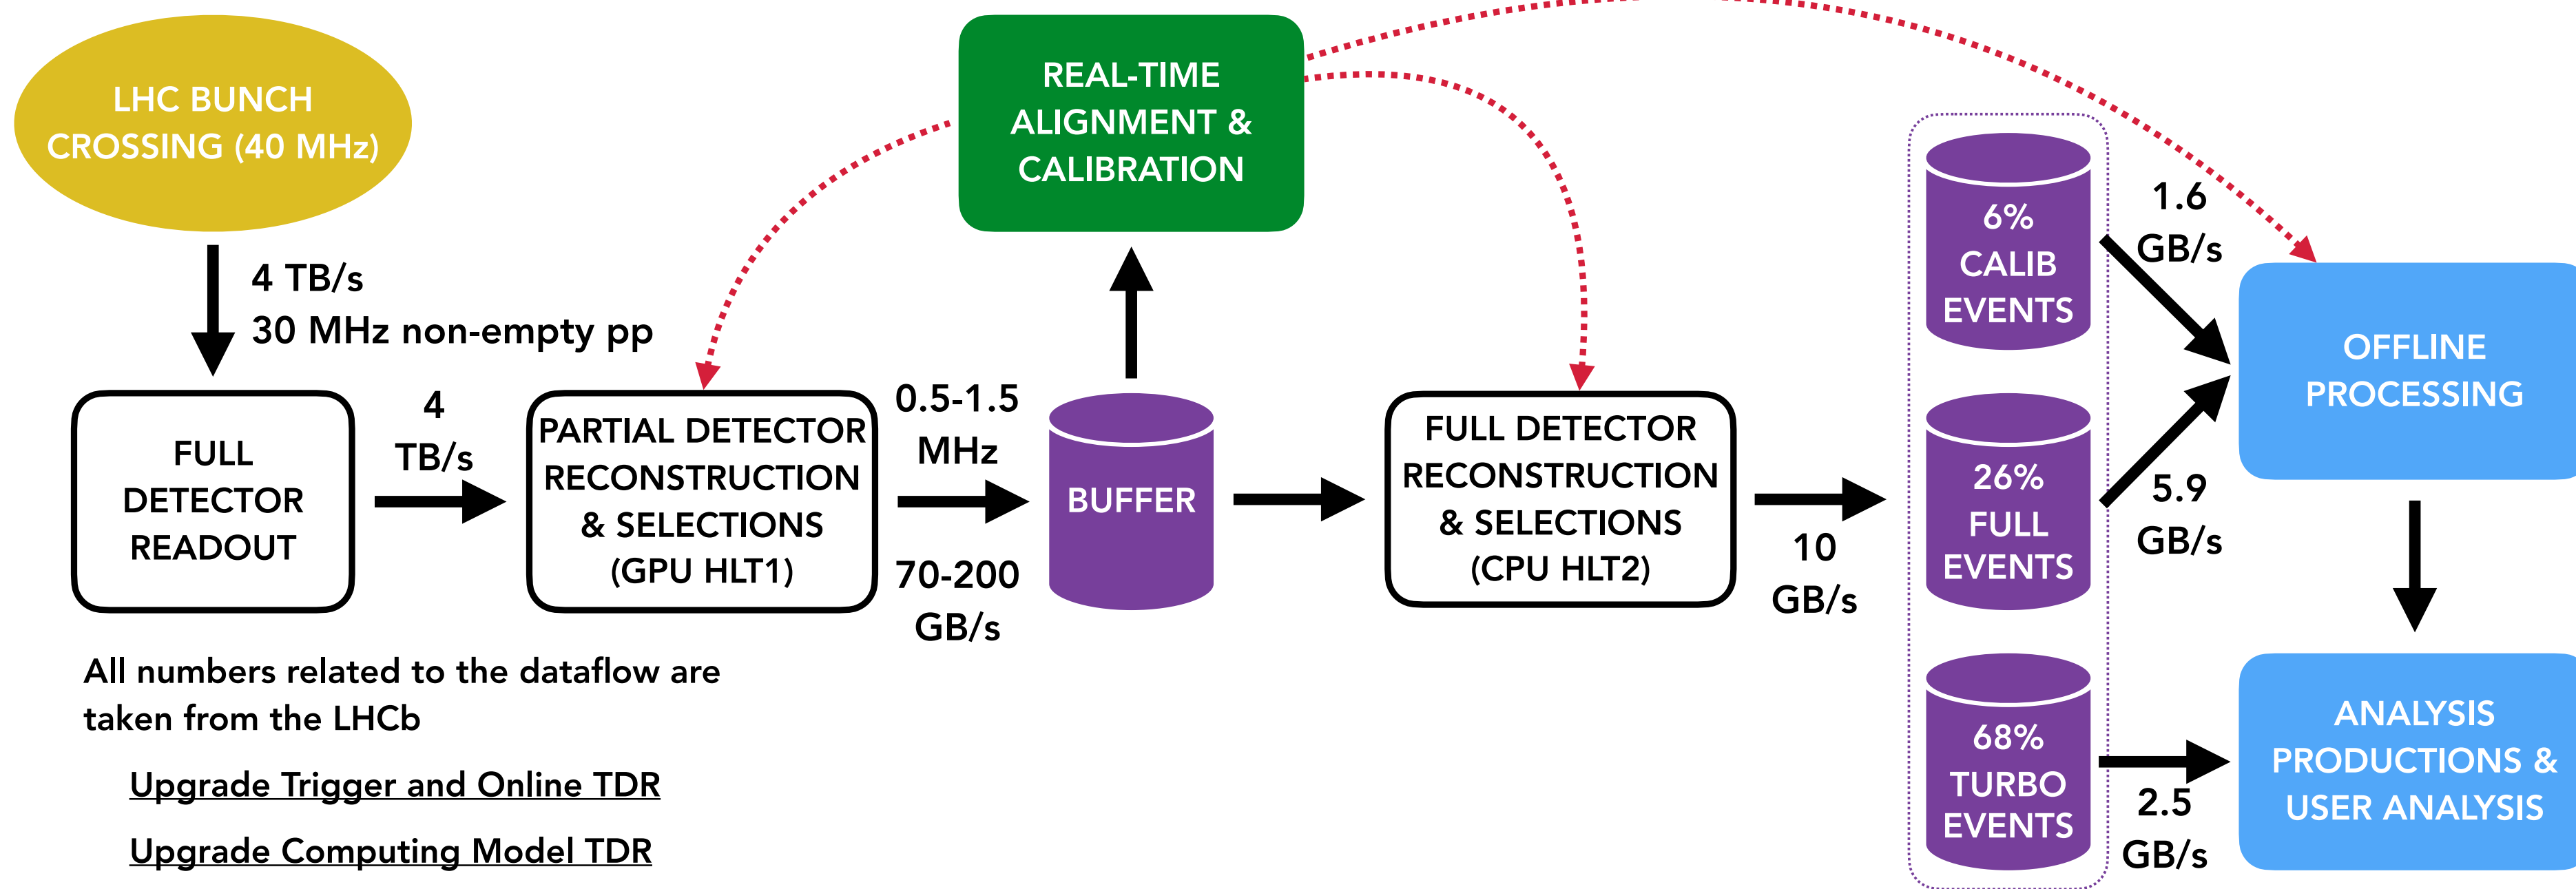 LHC BUNCH
CROSSING (40 MHz)
4 TB/s
30 MHz non-empty pp
FULL
DETECTOR
READOUT
4
TB/s
PARTIAL DETECTOR
RECONSTRUCTION
& SELECTIONS
(GPU HLT1)
0.5-1.5
MHz
70-200
GB/s
REAL-TIME
ALIGNMENT &
CALIBRATION
BUFFER
FULL DETECTOR
RECONSTRUCTION
& SELECTIONS
(CPU HLT2)
10
GB/s
6%
CALIB
EVENTS
1.6
GB/s
26%
FULL
EVENTS
5.9
GB/s
68%
TURBO
EVENTS
2.5
GB/s
OFFLINE
PROCESSING
ANALYSIS
PRODUCTIONS &
USER ANALYSIS
All numbers related to the dataflow are
taken from the LHCb
Upgrade Trigger and Online TDR
Upgrade Computing Model TDR